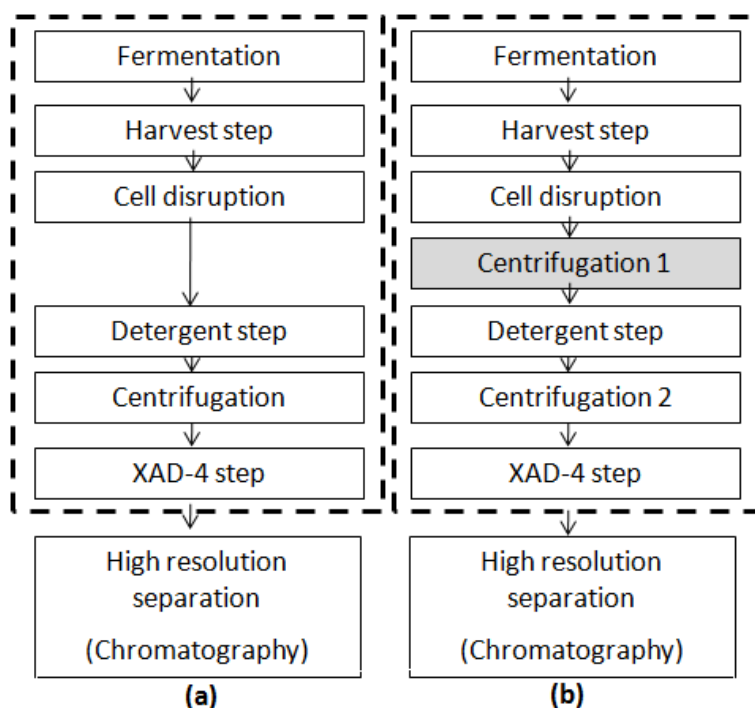 Fermentation
Harvest step
Cell disruption
Detergent step
Centrifugation
XAD-4 step
High resolution
separation
(Chromatography)
(a)
Fermentation
Harvest step
Cell disruption
Centrifugation 1
Detergent step
Centrifugation 2
XAD-4 step
High resolution
separation
(Chromatography)
(b)